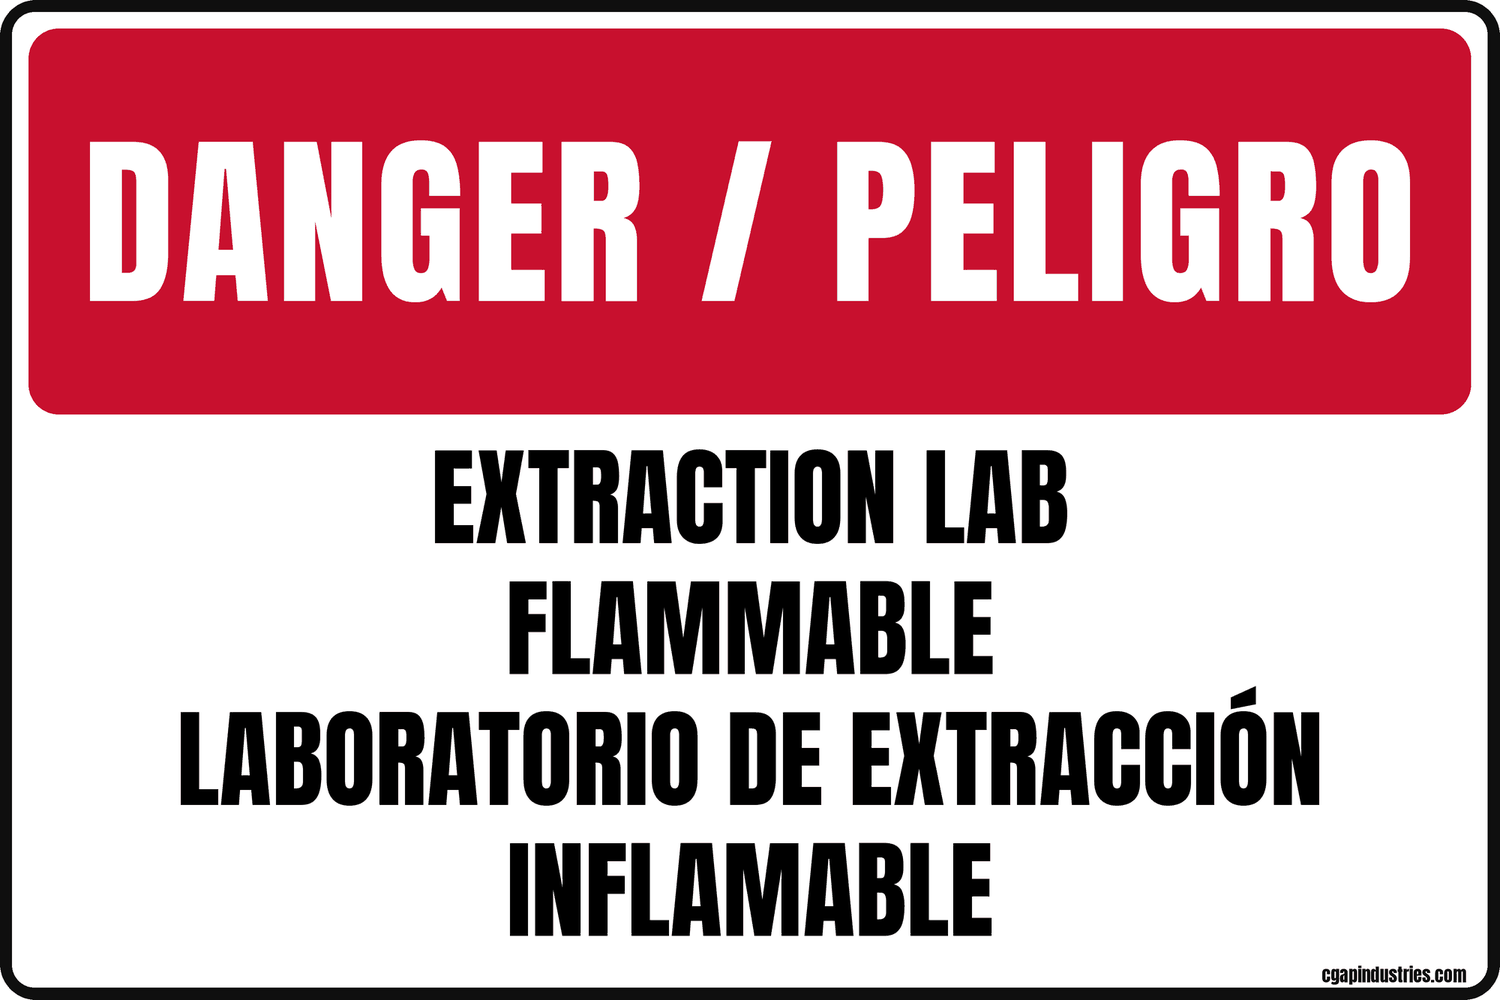 DANGER / PELIGRO
EXTRACTION LAB
FLAMMABLE
LABORATORIO DE EXTRACCIÓN
INFLAMABLE
cgapindustries.com